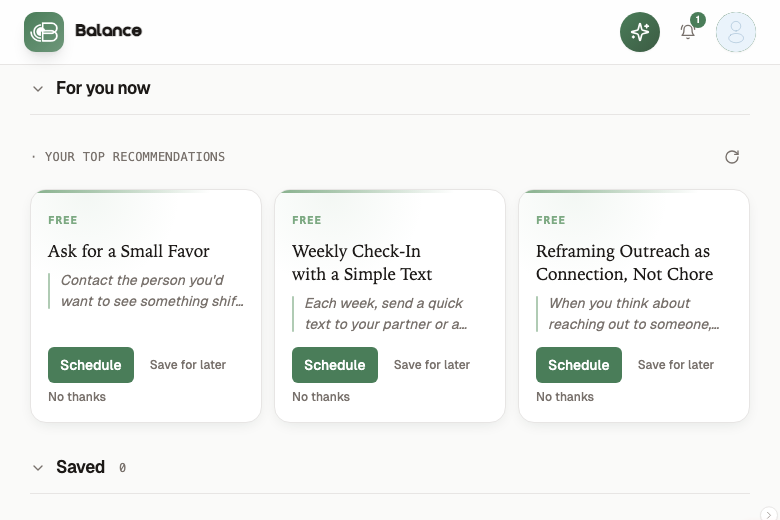 Balance
1
For you now
· YOUR TOP RECOMMENDATIONS
FREE
Ask for a Small Favor
Contact the person you'd
want to see something shif…
Schedule
Save for later
No thanks
FREE
Weekly Check-In
with a Simple Text
Each week, send a quick
text to your partner or a…
Schedule
Save for later
No thanks
FREE
Reframing Outreach as
Connection, Not Chore
When you think about
reaching out to someone,…
Schedule
Save for later
No thanks
Saved 0